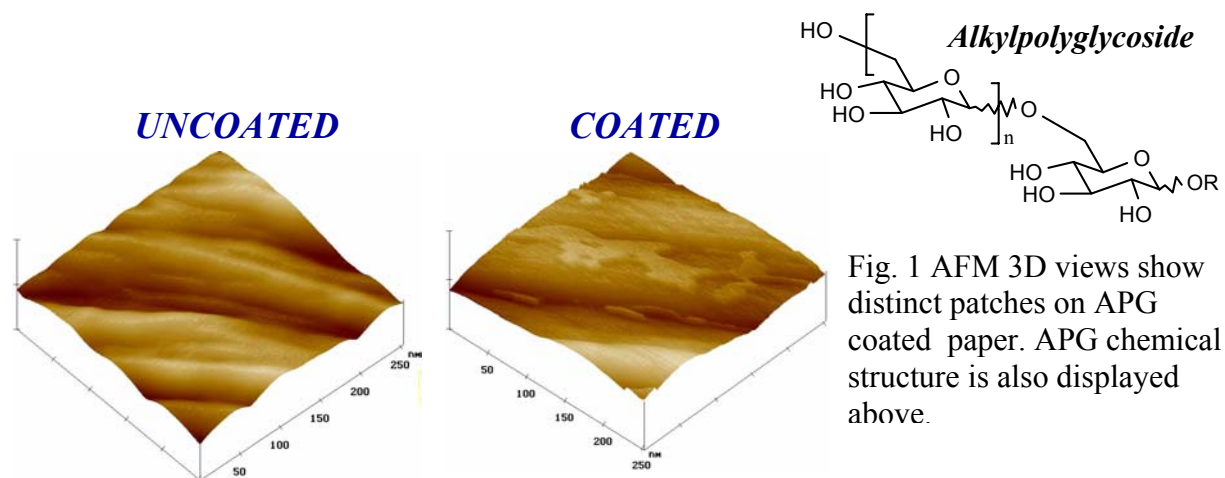 Alkylpolyglycoside
HO
O
HO
HO
HO
n
O
HO
HO
O
HO
OR
UNCOATED
COATED
50
100
150
200
250
nм
50
100
150
200
250
nм
Fig. 1 AFM 3D views show
distinct patches on APG
coated paper. APG chemical
structure is also displayed
above.